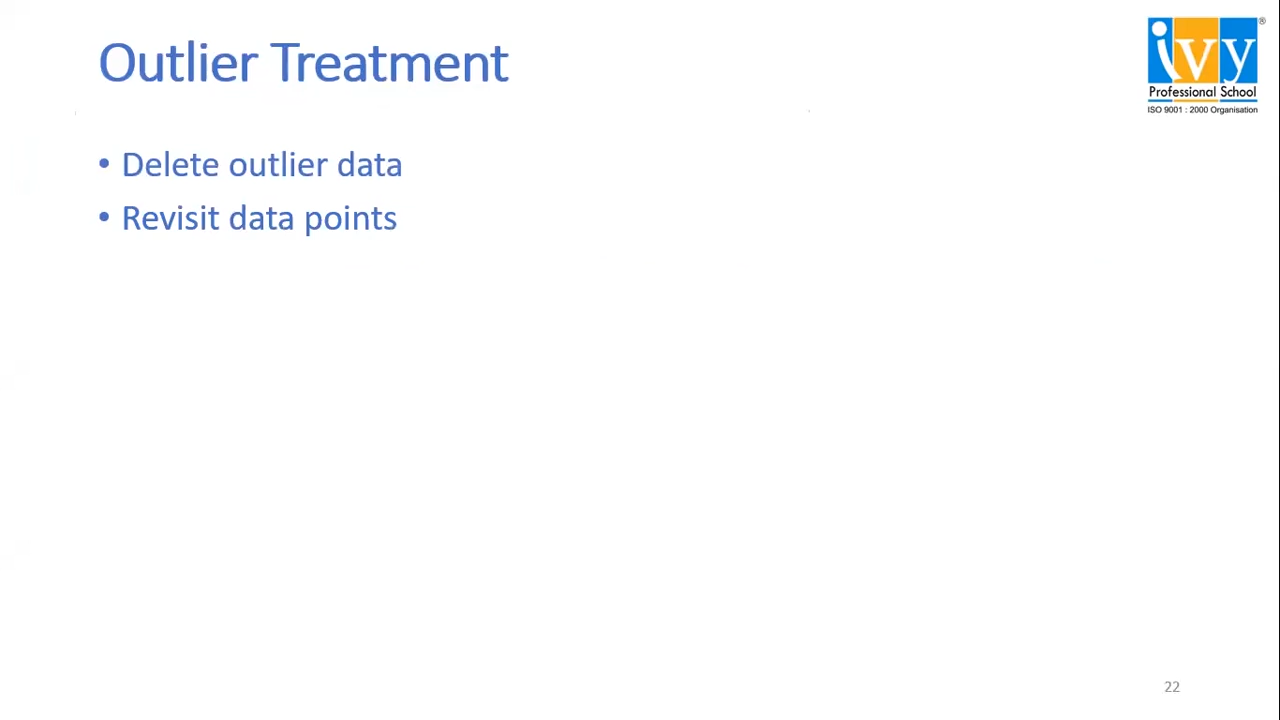 Outlier Treatment
ivy
®
Professional School
ISO 9001 : 2000 Organisation
• Delete outlier data
• Revisit data points
22